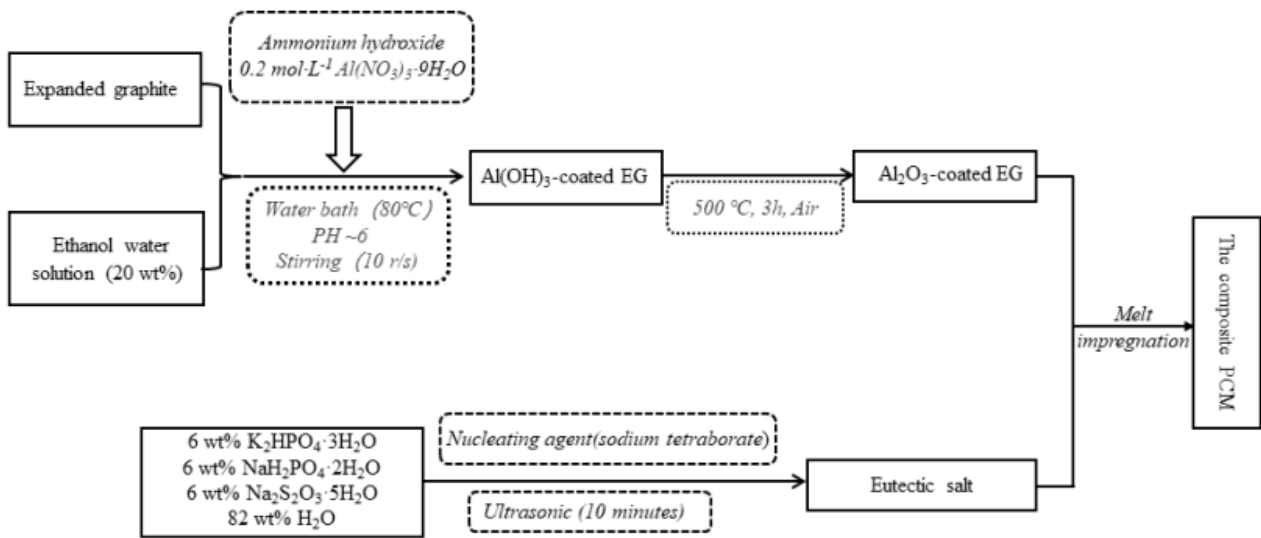 Expanded graphite
Ammonium hydroxide
0.2 mol·L⁻¹ Al(NO₃)₃·9H₂O
Ethanol water
solution (20 wt%)
Water bath (80℃)
PH ~6
Stirring (10 r/s)
Al(OH)₃-coated EG
500 ℃, 3h, Air
Al₂O₃-coated EG
6 wt% K₂HPO₄·3H₂O
6 wt% NaH₂PO₄·2H₂O
6 wt% Na₂S₂O₃·5H₂O
82 wt% H₂O
Nucleating agent(sodium tetraborate)
Ultrasonic (10 minutes)
Eutectic salt
Melt
impregnation
The composite PCM